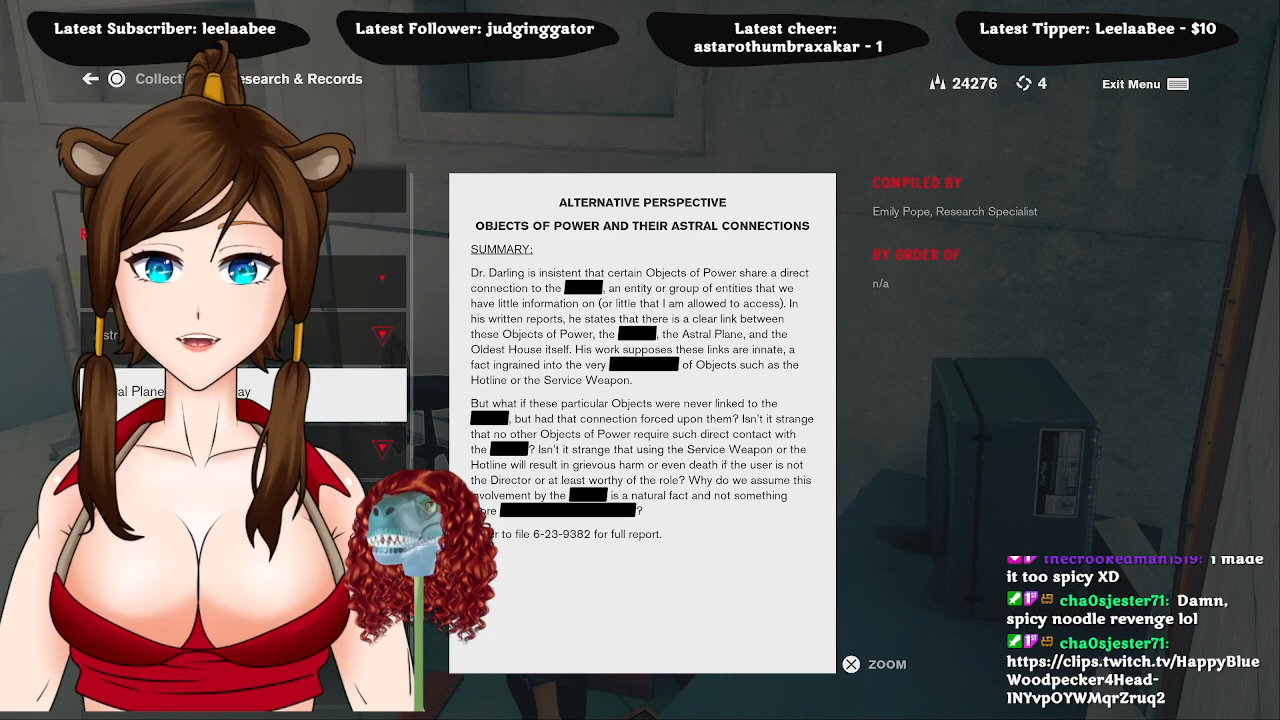 Latest Subscriber: leelaabee
Latest Follower: judginggator
Latest cheer:
astarothumbraxakar - 1
Latest Tipper: LeelaaBee - $10
Collect
esearch & Records
24276
4
Exit Menu
ALTERNATIVE PERSPECTIVE
OBJECTS OF POWER AND THEIR ASTRAL CONNECTIONS
SUMMARY:
Dr. Darling is insistent that certain Objects of Power share a direct
connection to the , an entity or group of entities that we
have little information on (or little that I am allowed to access). In
his written reports, he states that there is a clear link between
these Objects of Power, the , the Astral Plane, and the
Oldest House itself. His work supposes these links are innate, a
fact ingrained into the very of Objects such as the
Hotline or the Service Weapon.
But what if these particular Objects were never linked to the
, but had that connection forced upon them? Isn't it strange
that no other Objects of Power require such direct contact with
the ? Isn't it strange that using the Service Weapon or the
Hotline will result in grievous harm or even death if the user is not
the Director or at least worthy of the role? Why do we assume this
nvolvement by the is a natural fact and not something
ore ?
er to file 6-23-9382 for full report.
COMPILED BY
Emily Pope, Research Specialist
BY ORDER OF
n/a
Astr
ral Plane
ay
ZOOM
thecrookedman1519: i made
it too spicy XD
cha0sjester71: Damn,
spicy noodle revenge lol
cha0sjester71:
https://clips.twitch.tv/HappyBlue
Woodpecker4Head-
lNYvpOYWMqrZruq2